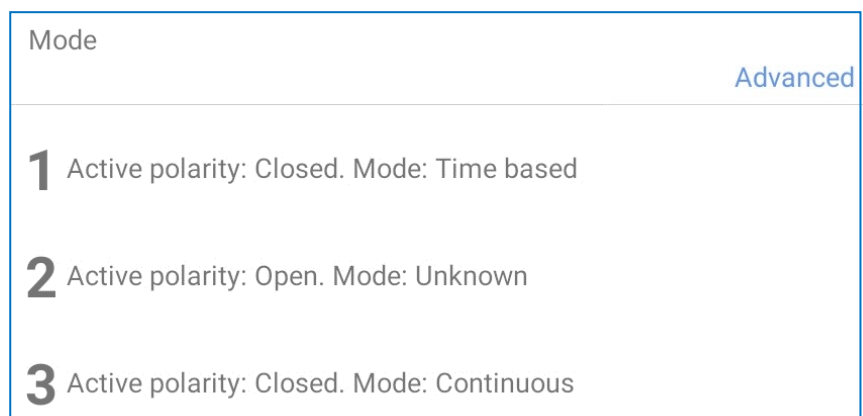 Mode
Advanced
1 Active polarity: Closed. Mode: Time based
2 Active polarity: Open. Mode: Unknown
3 Active polarity: Closed. Mode: Continuous